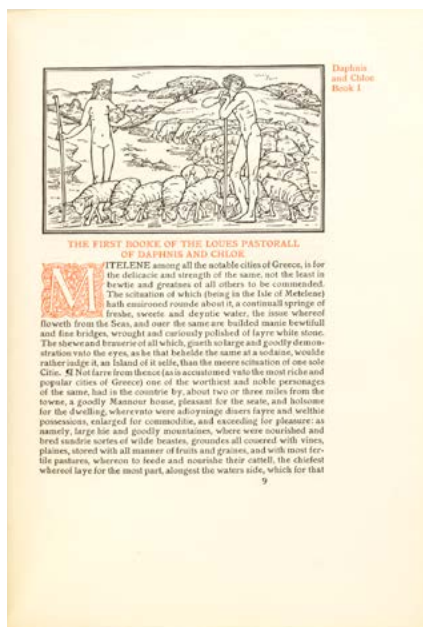 Daphnis
and Chloe
Book I.
THE FIRST BOOKE OF THE LOUES PASTORALL
OF DAPHNIS AND CHLOE
MITELENE among all the notable cities of Greece, is for
the delicacie and strength of the same, not the least in
bewtie and greatnes of all others to be commended.
The scituation of which (being in the Isle of Metelene)
hath enuironed rounde about it, a continuall springe of
freshe, sweete and deyntie water, the issue whereof
floweth from the Seas, and ouer the same are builded manie bewtifull
and fine bridges, wrought and curiously polished of fayre white stone.
The shewe and brauerie of all which, giueth so large and goodly demon-
stration vnto the eyes, as he that behelde the same at a sodaine, woulde
rather iudge it, an Island of it selfe, than the meere scituation of one sole
Citie. ¶ Not farre from thence (as is accustomed vnto the most riche and
popular cities of Greece) one of the worthiest and noble personages
of the same, had in the countrie by, about two or three miles from the
towne, a goodly Mannour house, pleasant for the seate, and holsome
for the dwelling, wherevnto were adioyninge diuers fayre and welthie
possessions, enlarged for commoditie, and exceeding for pleasure: as
namely, large hie and goodly mountaines, where were nourished and
bred sundrie sortes of wilde beastes, groundes all couered with vines,
plaines, stored with all manner of fruits and graines, and with most fer-
tile pastures, whereon to feede and nourishe their cattell, the chiefest
whereof laye for the most part, alongest the waters side, which for that
9